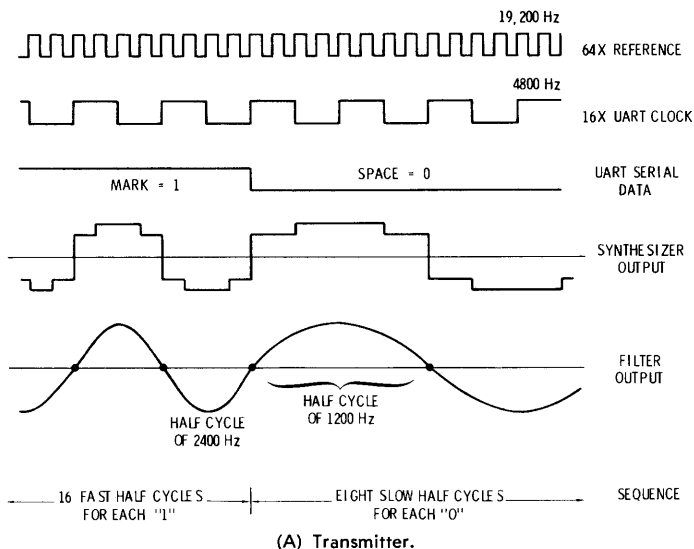 19,200 Hz
64X REFERENCE
4800 Hz
16X UART CLOCK
MARK = 1
SPACE = 0
UART SERIAL
DATA
SYNTHESIZER
OUTPUT
FILTER
OUTPUT
HALF CYCLE
OF 2400 Hz
HALF CYCLE
OF 1200 Hz
16 FAST HALF CYCLES
FOR EACH "1"
EIGHT SLOW HALF CYCLES
FOR EACH "0"
SEQUENCE
(A) Transmitter.